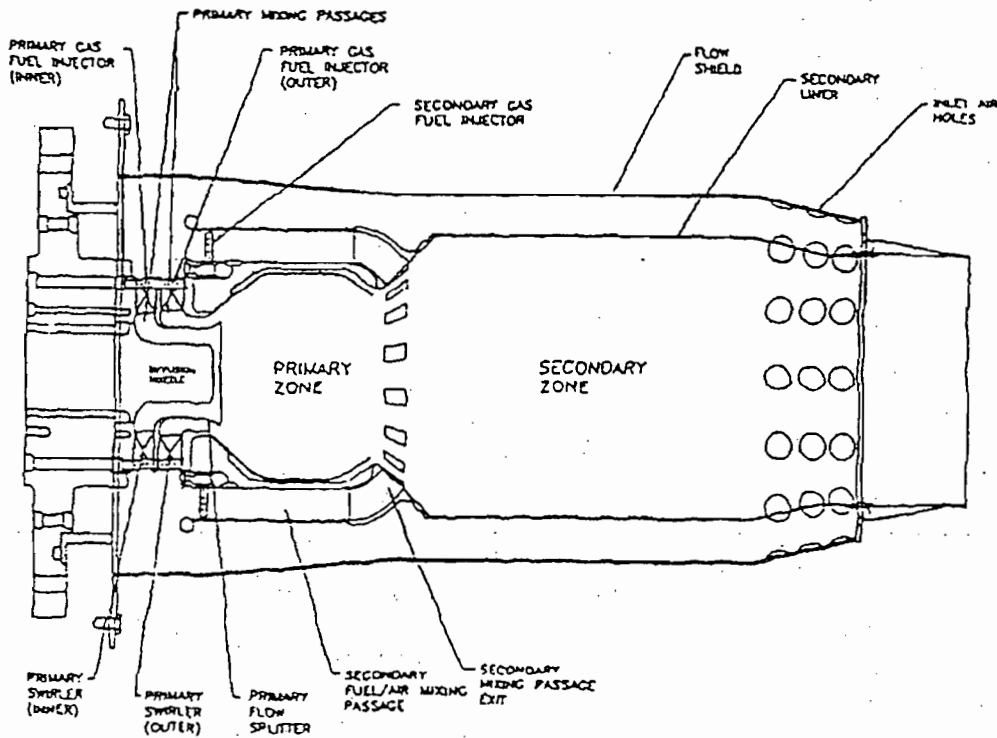 PRIMARY MIXING PASSAGES
PRIMARY GAS
FUEL INJECTOR
(INNER)
PRIMARY GAS
FUEL INJECTOR
(OUTER)
SECONDARY GAS
FUEL INJECTOR
FLOW
SHIELD
SECONDARY
LINER
INLET AIR
HOLES
DIFFUSION
NOZZLE
PRIMARY
ZONE
SECONDARY
ZONE
PRIMARY
SWIRLER
(INNER)
PRIMARY
SWIRLER
(OUTER)
PRIMARY
FLOW
SPLITTER
SECONDARY
FUEL/AIR MIXING
PASSAGE
SECONDARY
MIXING PASSAGE
EXIT